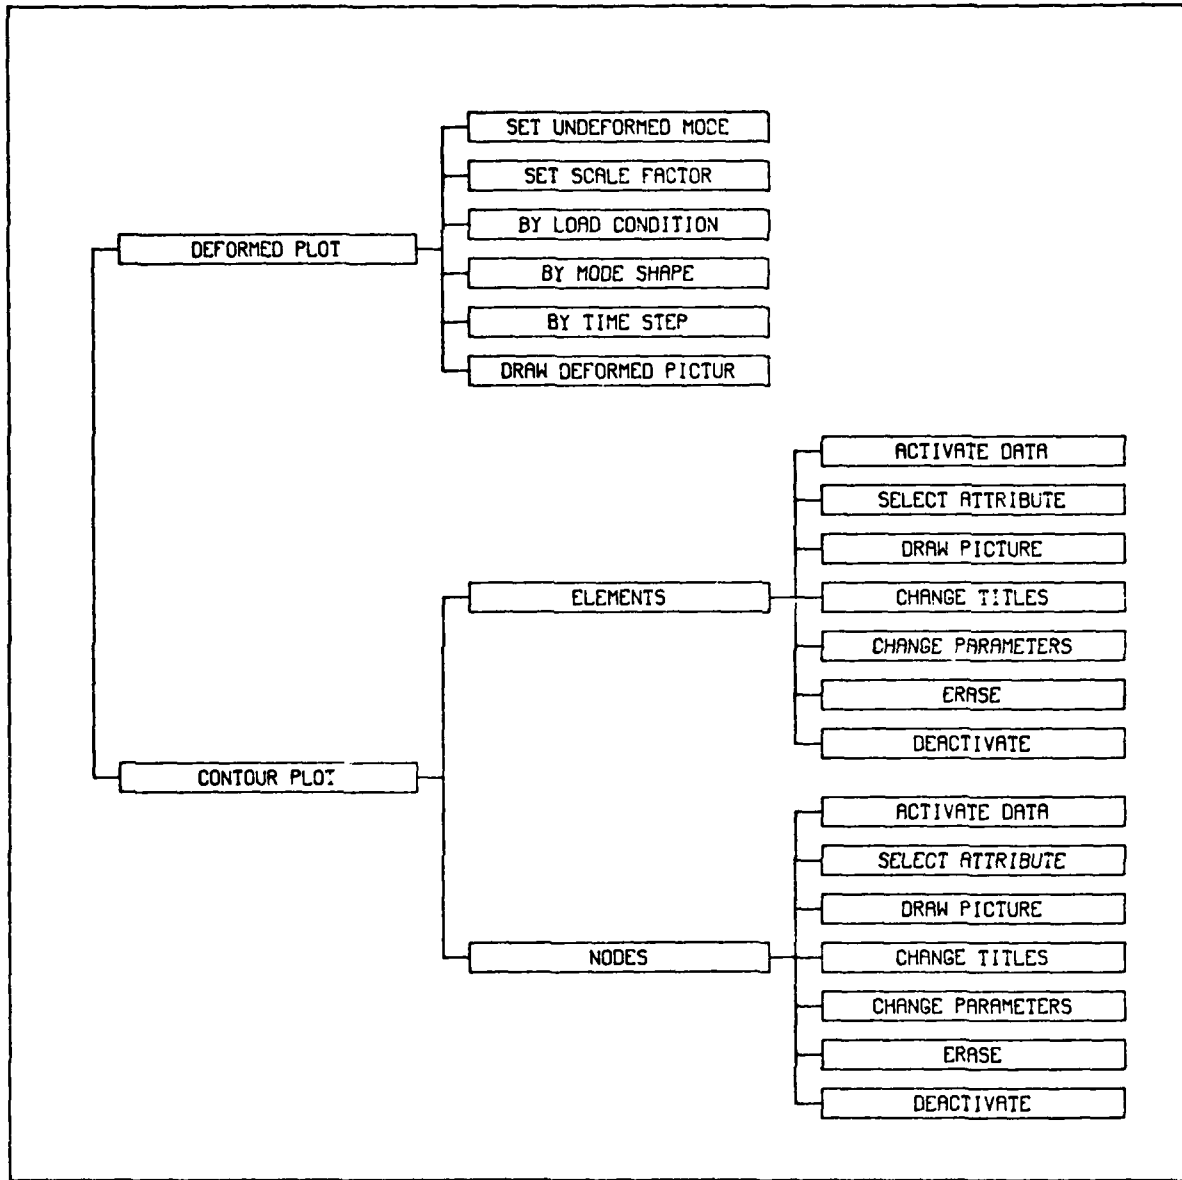 SET UNDEFORMED MODE
SET SCALE FACTOR
BY LOAD CONDITION
DEFORMED PLOT
BY MODE SHAPE
BY TIME STEP
DRAW DEFORMED PICTUR
ACTIVATE DATA
SELECT ATTRIBUTE
DRAW PICTURE
ELEMENTS
CHANGE TITLES
CHANGE PARAMETERS
ERASE
DEACTIVATE
CONTOUR PLOT
ACTIVATE DATA
SELECT ATTRIBUTE
DRAW PICTURE
NODES
CHANGE TITLES
CHANGE PARAMETERS
ERASE
DEACTIVATE